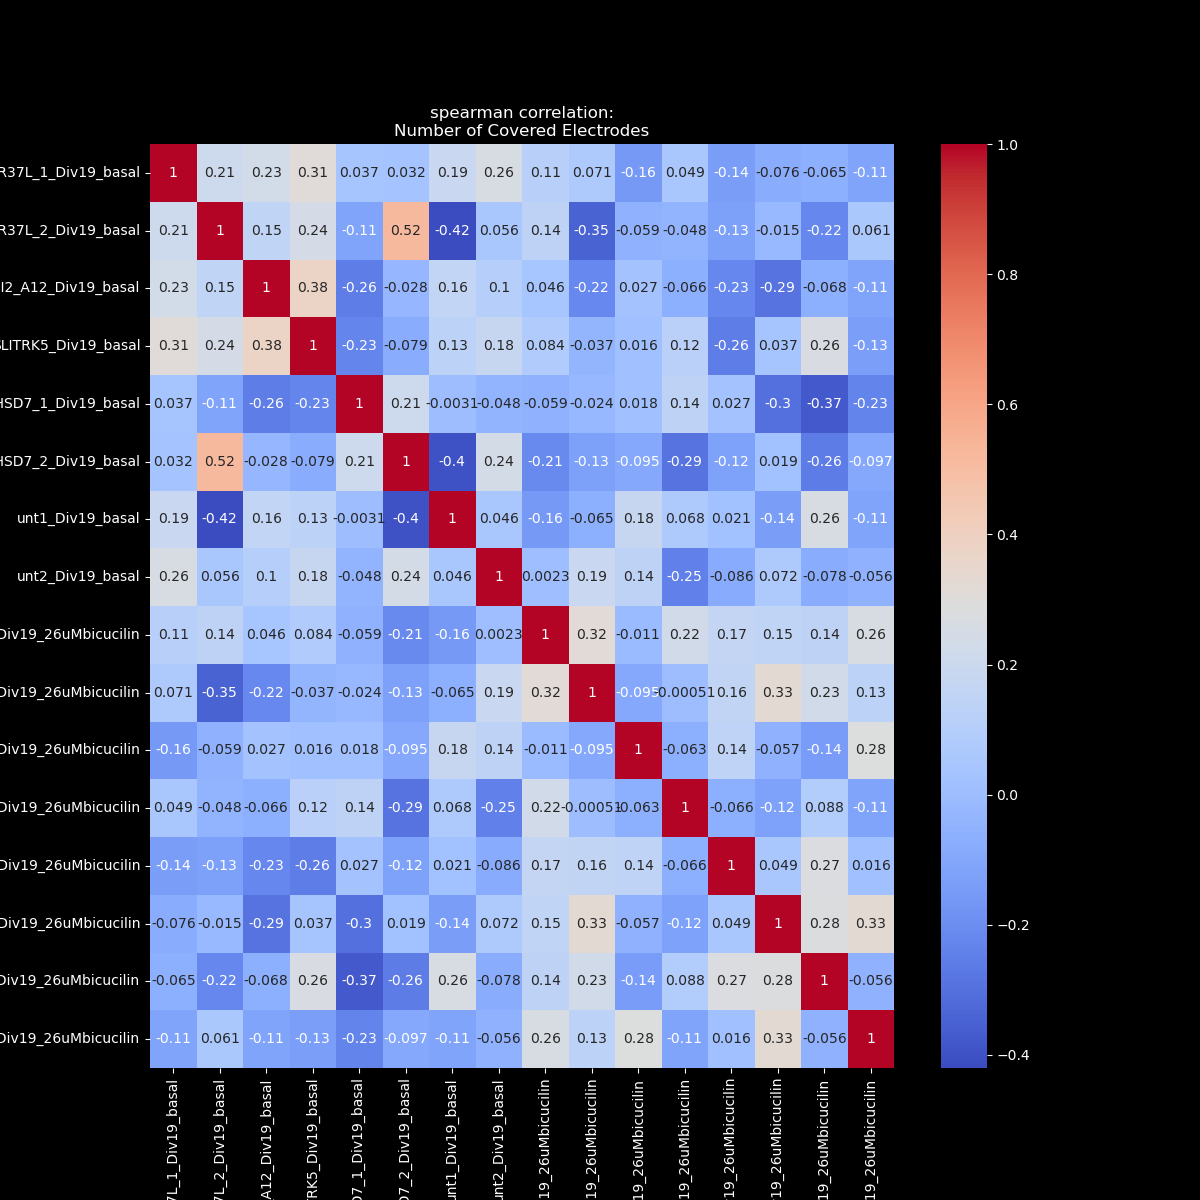 spearman correlation:
Number of Covered Electrodes
R37L_1_Div19_basal 1 0.21 0.23 0.31 0.037 0.032 0.19 0.26 0.11 0.071 -0.16 0.049 -0.14 -0.076 -0.065 -0.11
R37L_2_Div19_basal 0.21 1 0.15 0.24 -0.11 0.52 -0.42 0.056 0.14 -0.35 -0.059 -0.048 -0.13 -0.015 -0.22 0.061
I2_A12_Div19_basal 0.23 0.15 1 0.38 -0.26 -0.028 0.16 0.1 0.046 -0.22 0.027 -0.066 -0.23 -0.29 -0.068 -0.11
SLITRK5_Div19_basal 0.31 0.24 0.38 1 -0.23 -0.079 0.13 0.18 0.084 -0.037 0.016 0.12 -0.26 0.037 0.26 -0.13
HSD7_1_Div19_basal 0.037 -0.11 -0.26 -0.23 1 0.21 -0.0031 -0.048 -0.059 -0.024 0.018 0.14 0.027 -0.3 -0.37 -0.23
HSD7_2_Div19_basal 0.032 0.52 -0.028 -0.079 0.21 1 -0.4 0.24 -0.21 -0.13 -0.095 -0.29 -0.12 0.019 -0.26 -0.097
unt1_Div19_basal 0.19 -0.42 0.16 0.13 -0.0031 -0.4 1 0.046 -0.16 -0.065 0.18 0.068 0.021 -0.14 0.26 -0.11
unt2_Div19_basal 0.26 0.056 0.1 0.18 -0.048 0.24 0.046 1 0.0023 0.19 0.14 -0.25 -0.086 0.072 -0.078 -0.056
Div19_26uMbicucilin 0.11 0.14 0.046 0.084 -0.059 -0.21 -0.16 0.0023 1 0.32 -0.011 0.22 0.17 0.15 0.14 0.26
Div19_26uMbicucilin 0.071 -0.35 -0.22 -0.037 -0.024 -0.13 -0.065 0.19 0.32 1 -0.095 -0.00051 0.16 0.33 0.23 0.13
Div19_26uMbicucilin -0.16 -0.059 0.027 0.016 0.018 -0.095 0.18 0.14 -0.011 -0.095 1 -0.063 0.14 -0.057 -0.14 0.28
Div19_26uMbicucilin 0.049 -0.048 -0.066 0.12 0.14 -0.29 0.068 -0.25 0.22 -0.00051 -0.063 1 -0.066 -0.12 0.088 -0.11
Div19_26uMbicucilin -0.14 -0.13 -0.23 -0.26 0.027 -0.12 0.021 -0.086 0.17 0.16 0.14 -0.066 1 0.049 0.27 0.016
Div19_26uMbicucilin -0.076 -0.015 -0.29 0.037 -0.3 0.019 -0.14 0.072 0.15 0.33 -0.057 -0.12 0.049 1 0.28 0.33
Div19_26uMbicucilin -0.065 -0.22 -0.068 0.26 -0.37 -0.26 0.26 -0.078 0.14 0.23 -0.14 0.088 0.27 0.28 1 -0.056
Div19_26uMbicucilin -0.11 0.061 -0.11 -0.13 -0.23 -0.097 -0.11 -0.056 0.26 0.13 0.28 -0.11 0.016 0.33 -0.056 1
7L_1_Div19_basal
7L_2_Div19_basal
A12_Div19_basal
RK5_Div19_basal
D7_1_Div19_basal
D7_2_Div19_basal
unt1_Div19_basal
unt2_Div19_basal
19_26uMbicucilin
19_26uMbicucilin
19_26uMbicucilin
19_26uMbicucilin
19_26uMbicucilin
19_26uMbicucilin
19_26uMbicucilin
19_26uMbicucilin
1.0
0.8
0.6
0.4
0.2
0.0
−0.2
−0.4